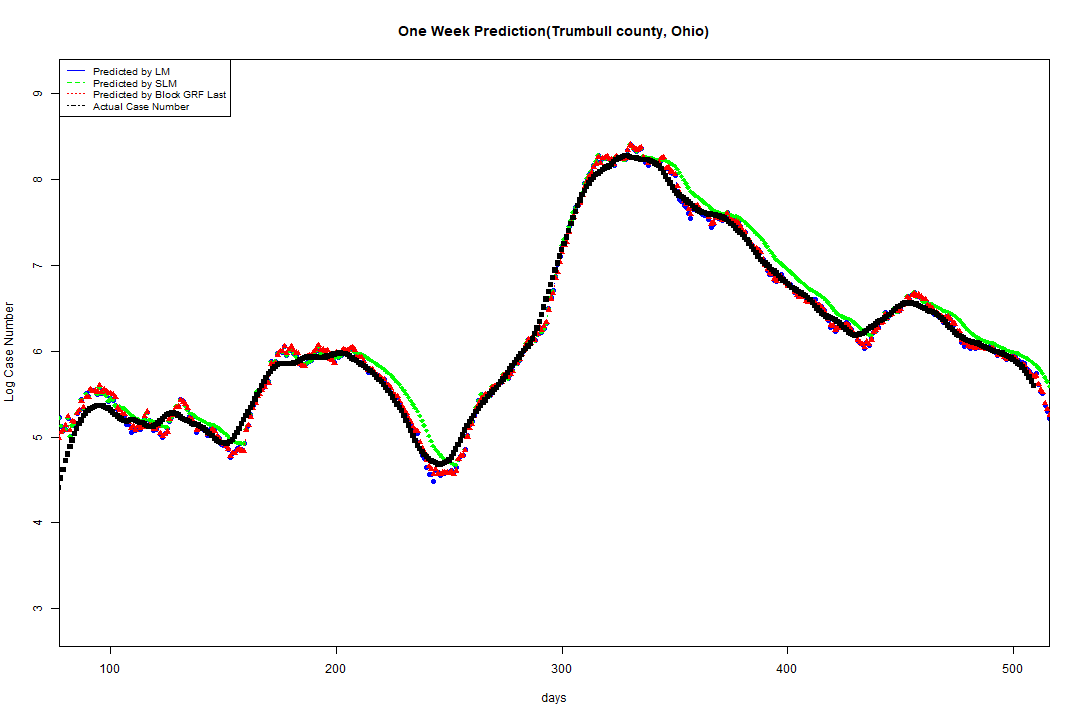 One Week Prediction(Trumbull county, Ohio)
Predicted by LM
Predicted by SLM
Predicted by Block GRF Last
Actual Case Number
9
8
7
6
5
4
3
Log Case Number
100 200 300 400 500
days